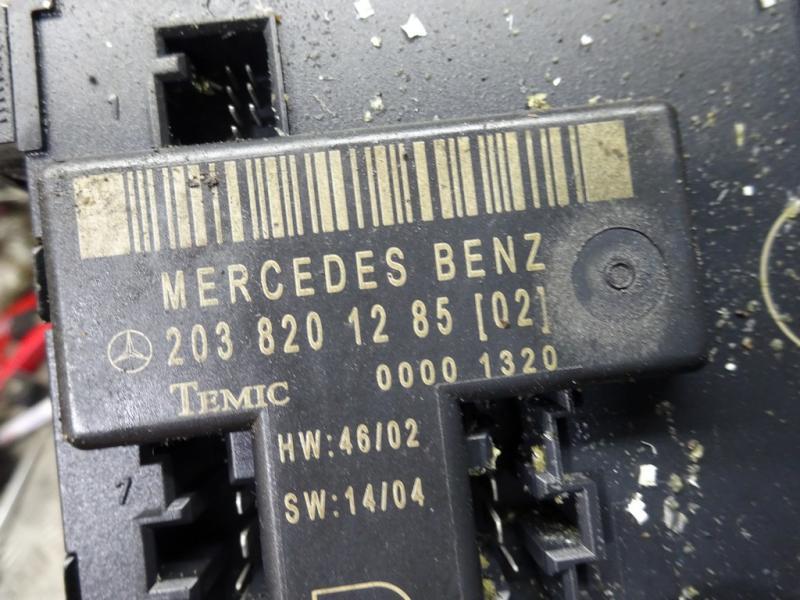 MERCEDES BENZ
203 820 12 85 [02]
TEMIC 0000 1320
HW:46/02
SW:14/04